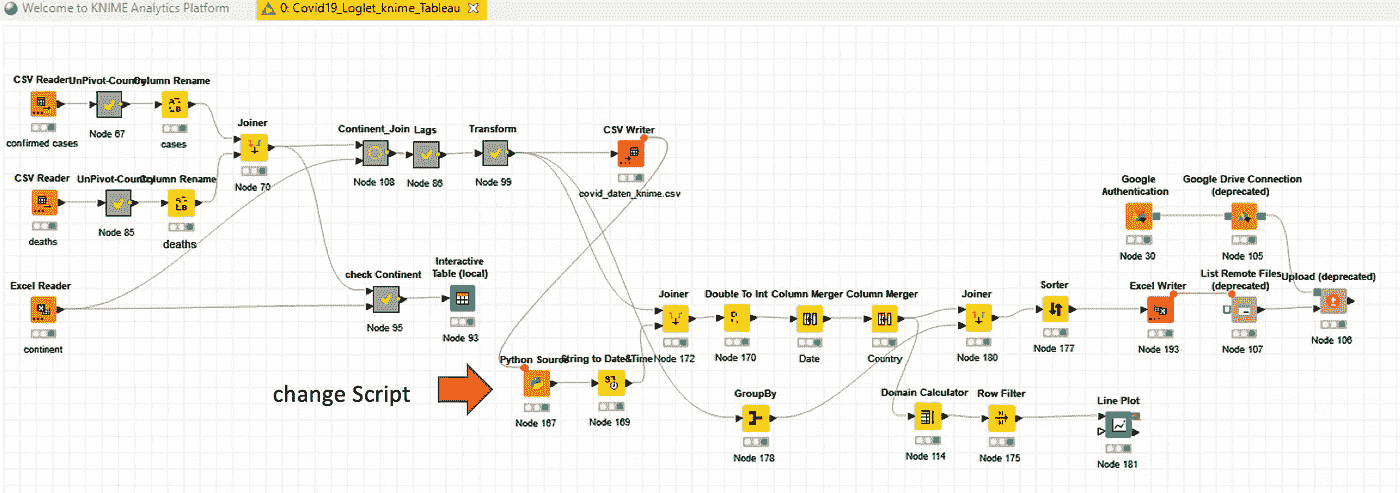 Welcome to KNIME Analytics Platform
0: Covid19_Loglet_knime_Tableau
CSV Reader
UnPivot-Country
Column Rename
confirmed cases
Node 67
cases
Joiner
Node 70
CSV Reader
UnPivot-Country
Column Rename
deaths
Node 85
deaths
Excel Reader
continent
Continent_Join
Node 108
Lags
Node 86
Transform
Node 99
CSV Writer
covid_daten_knime.csv
check Continent
Node 95
Interactive
Table (local)
Node 93
change Script
Python Source
Node 167
String to Date&Time
Node 169
Joiner
Node 172
Double To Int
Node 170
Column Merger
Date
Column Merger
Country
GroupBy
Node 178
Joiner
Node 180
Sorter
Node 177
Domain Calculator
Node 114
Row Filter
Node 175
Line Plot
Node 181
Google
Authentication
Node 30
Google Drive Connection
(deprecated)
Node 105
Excel Writer
Node 193
List Remote Files
(deprecated)
Node 107
Upload (deprecated)
Node 106